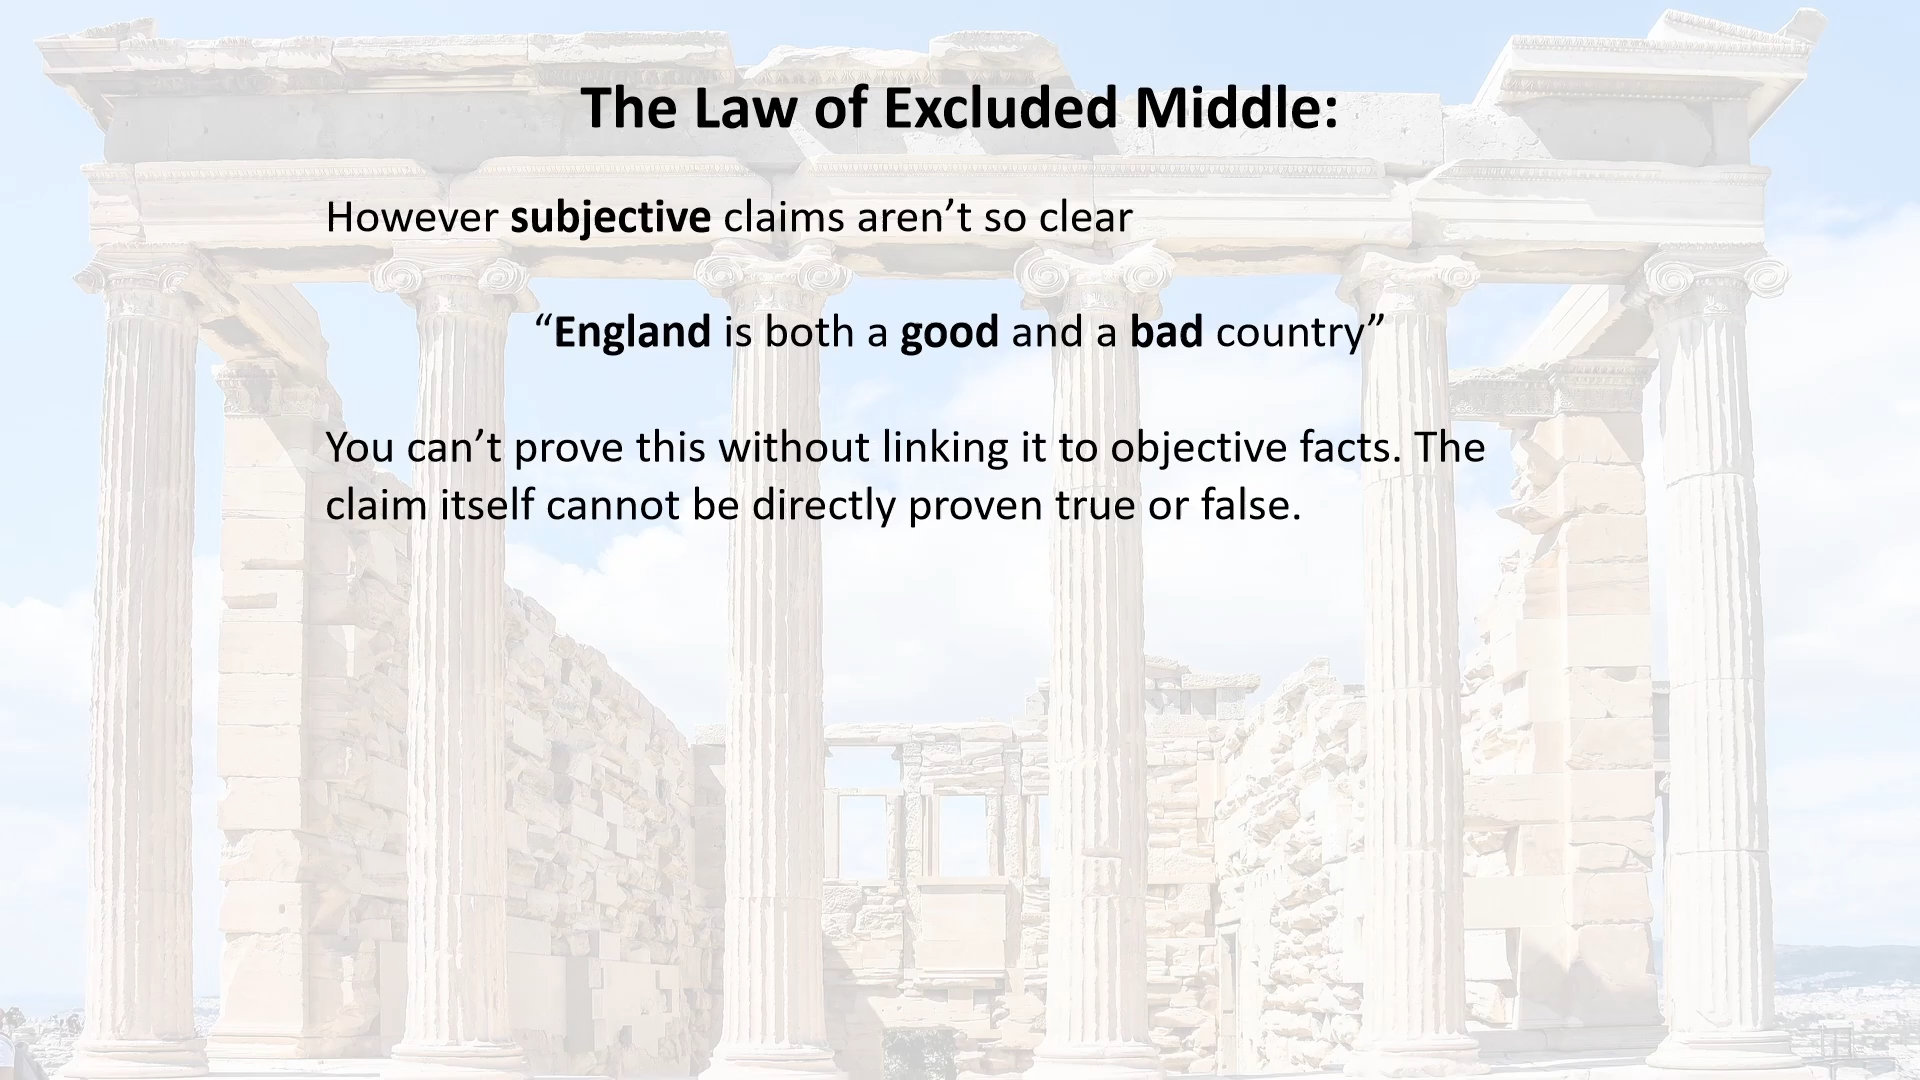 The Law of Excluded Middle:
However subjective claims aren’t so clear
“England is both a good and a bad country”
You can’t prove this without linking it to objective facts. The
claim itself cannot be directly proven true or false.